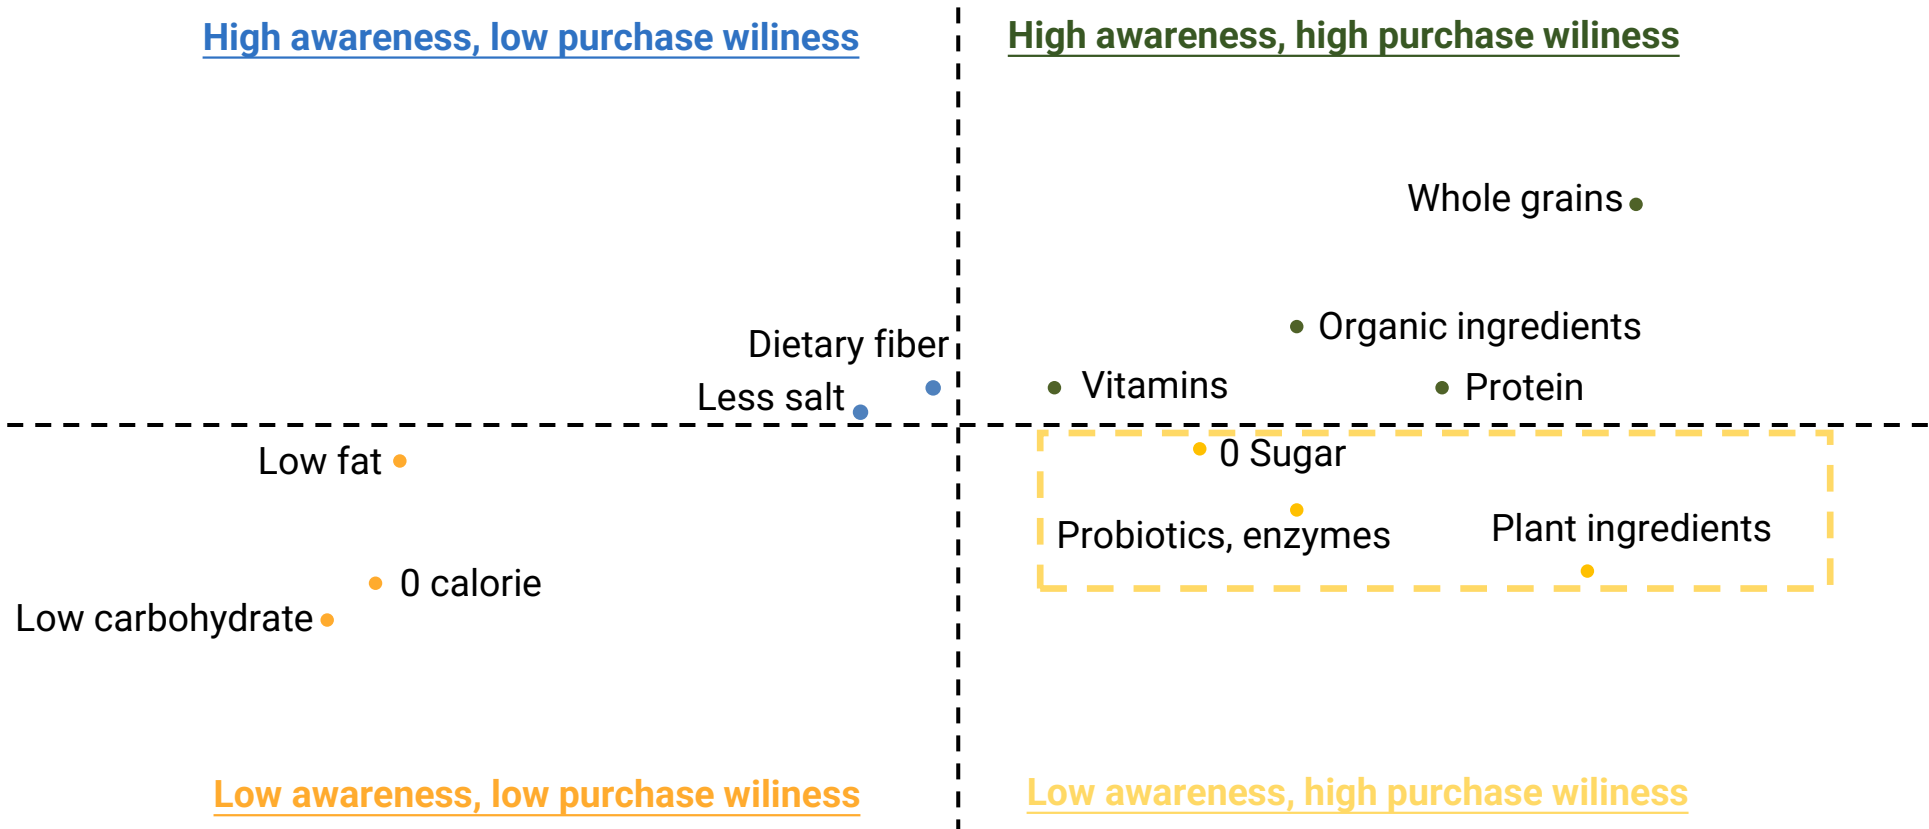 High awareness, low purchase wiliness
High awareness, high purchase wiliness
Whole grains
Organic ingredients
Dietary fiber
Vitamins
Protein
Less salt
Low fat
0 Sugar
Probiotics, enzymes
Plant ingredients
0 calorie
Low carbohydrate
Low awareness, low purchase wiliness
Low awareness, high purchase wiliness